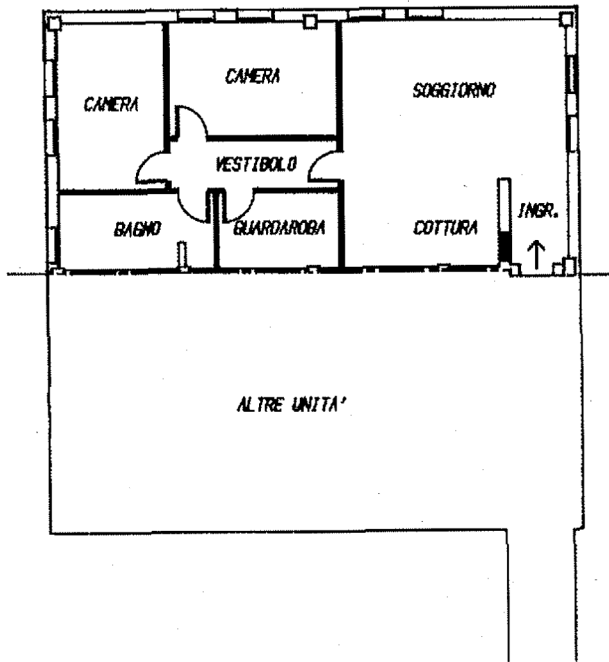 CAMERA
CAMERA
SOGGIORNO
VESTIBOLO
BAGNO
GUARDAROBA
COTTURA
INGR.
ALTRE UNITA'